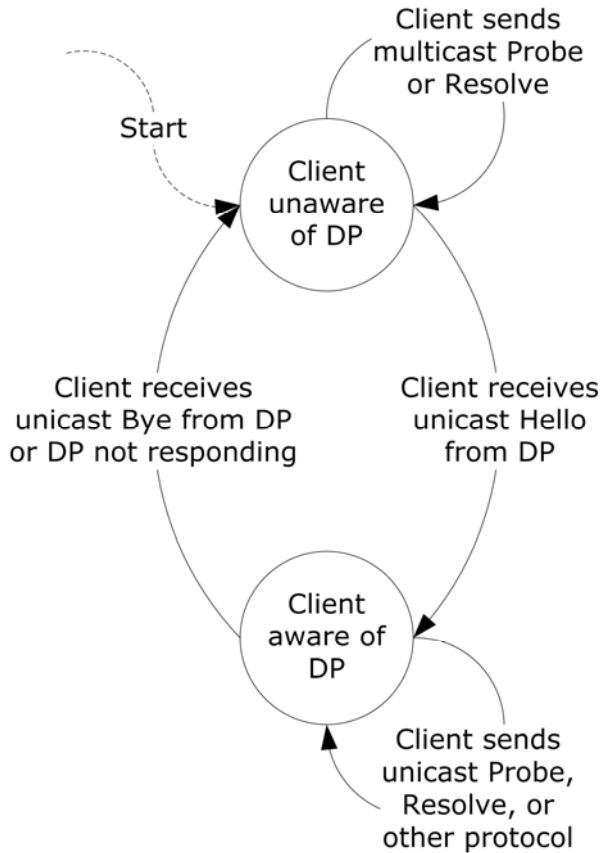 Client sends
multicast Probe
or Resolve
Start
Client
unaware
of DP
Client receives
unicast Bye from DP
or DP not responding
Client receives
unicast Hello
from DP
Client
aware of
DP
Client sends
unicast Probe,
Resolve, or
other protocol